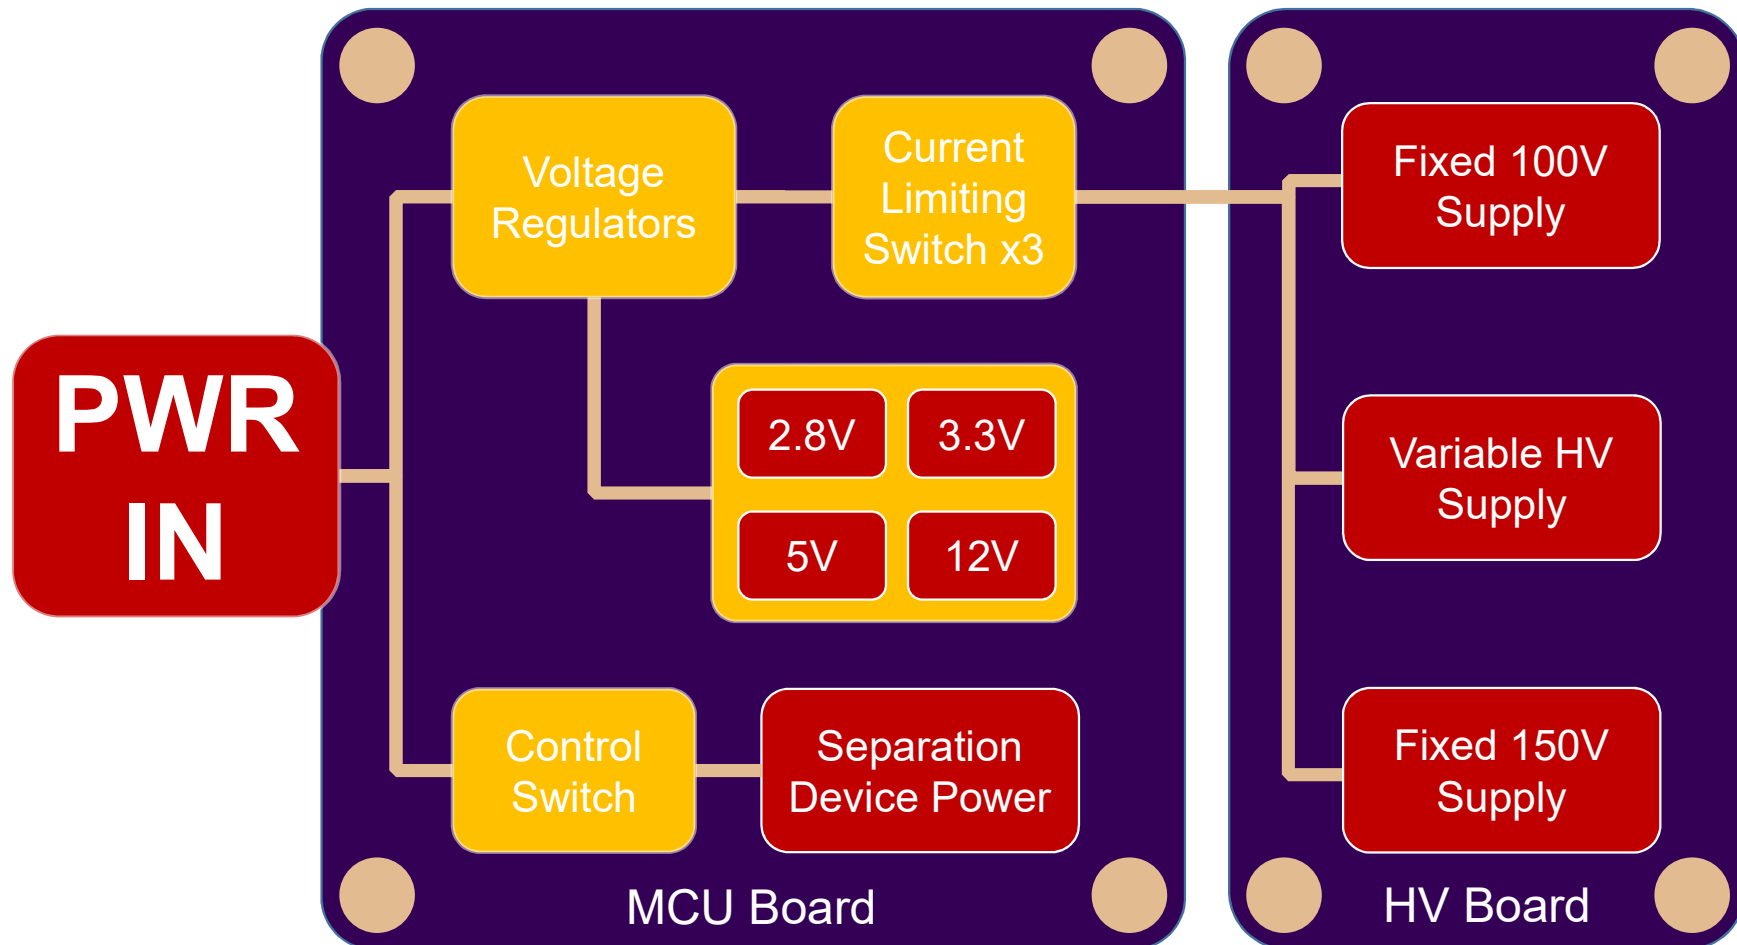 PWR
IN
Voltage
Regulators
Current
Limiting
Switch x3
2.8V
3.3V
5V
12V
Control
Switch
Separation
Device Power
MCU Board
Fixed 100V
Supply
Variable HV
Supply
Fixed 150V
Supply
HV Board